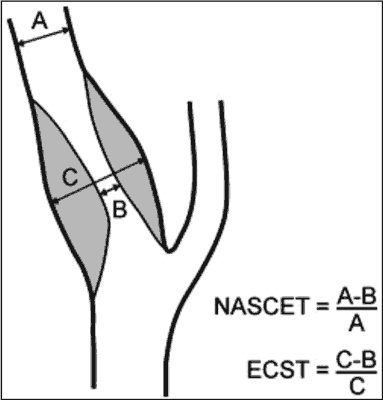 A
C
B
NASCET = A-B
A
ECST = C-B
C